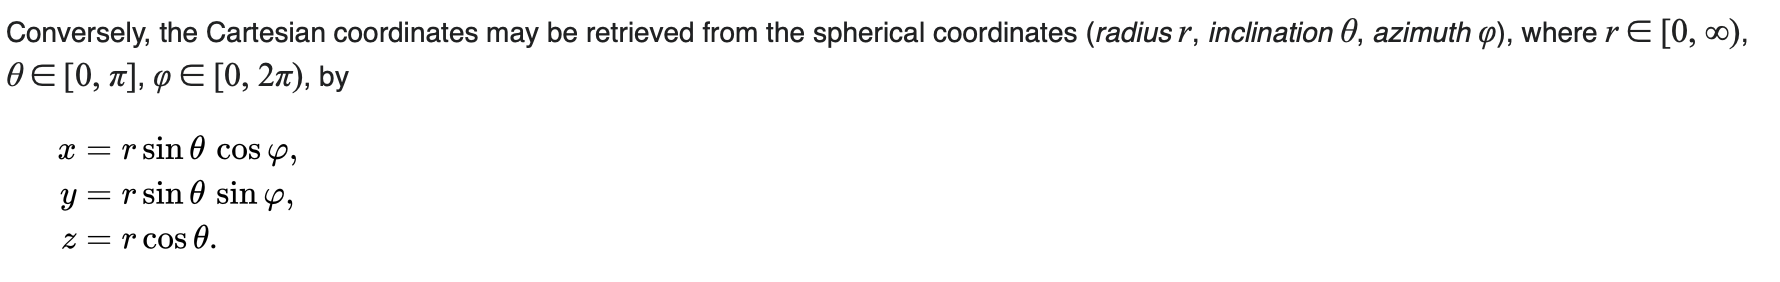 Conversely, the Cartesian coordinates may be retrieved from the spherical coordinates (radius r, inclination θ, azimuth φ), where r ∈ [0, ∞),
θ ∈ [0, π], φ ∈ [0, 2π), by
x = r sin θ cos φ,
y = r sin θ sin φ,
z = r cos θ.